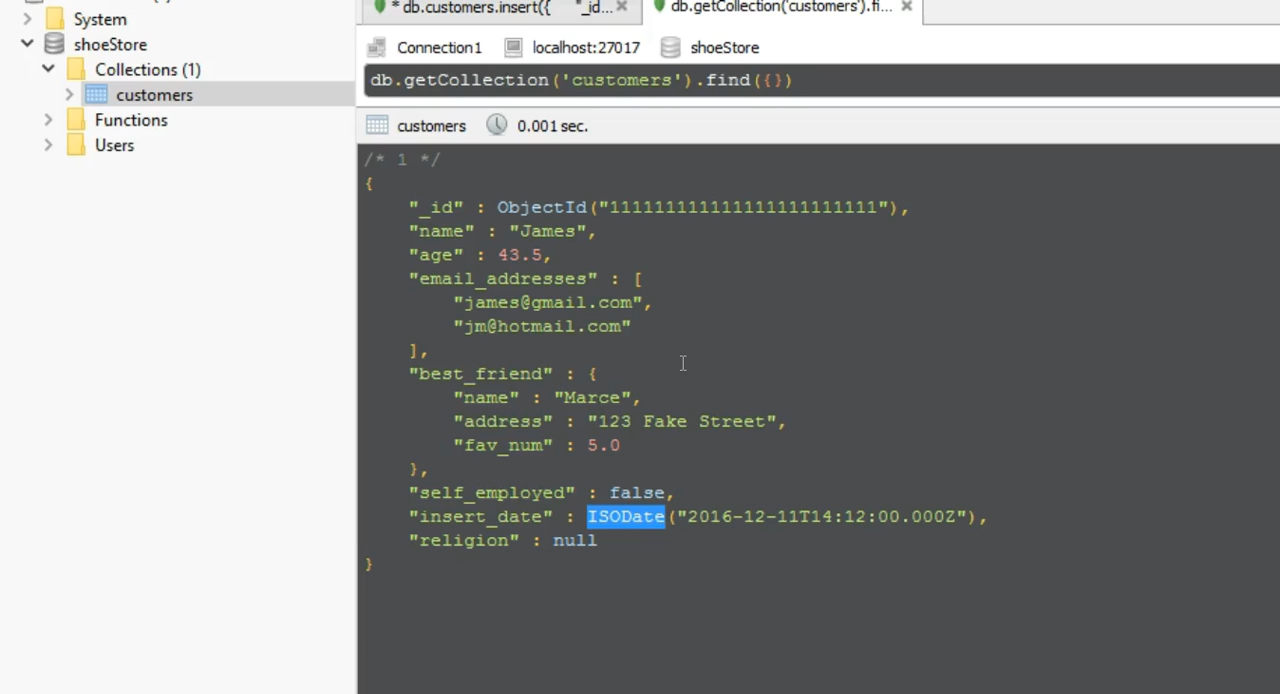 System
shoeStore
Collections (1)
customers
Functions
Users
* db.customers.insert({ "_id...
db.getCollection('customers').fi...
Connection1 localhost:27017 shoeStore
db.getCollection('customers').find({})
customers 0.001 sec.
/* 1 */
{
"_id" : ObjectId("111111111111111111111111"),
"name" : "James",
"age" : 43.5,
"email_addresses" : [
"james@gmail.com",
"jm@hotmail.com"
],
"best_friend" : {
"name" : "Marce",
"address" : "123 Fake Street",
"fav_num" : 5.0
},
"self_employed" : false,
"insert_date" : ISODate("2016-12-11T14:12:00.000Z"),
"religion" : null
}